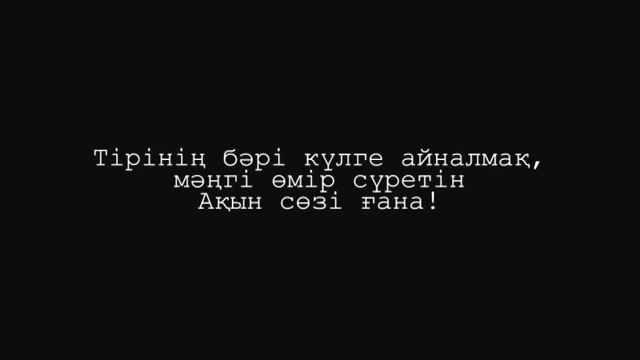 Тірінің бәрі күлге айналмақ,
мәңгі өмір сүретін
Ақын сөзі ғана!